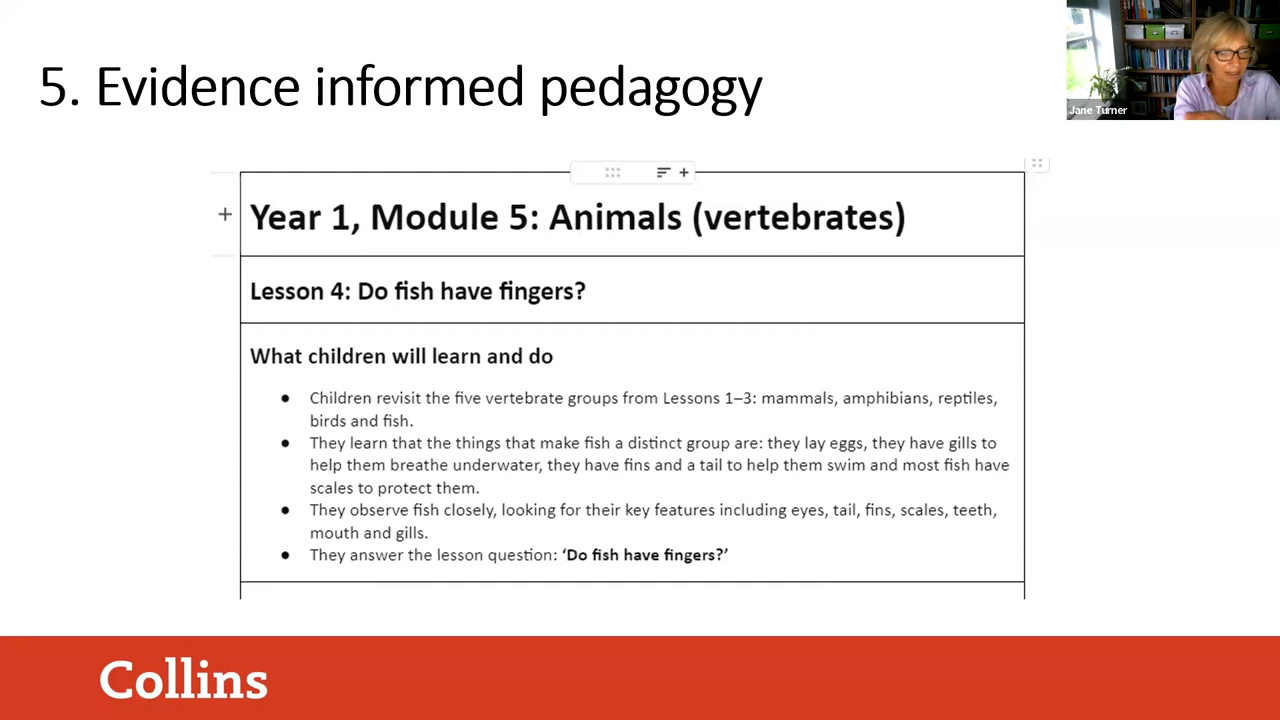 5. Evidence informed pedagogy
Jane Turner
Year 1, Module 5: Animals (vertebrates)
Lesson 4: Do fish have fingers?
What children will learn and do
● Children revisit the five vertebrate groups from Lessons 1–3: mammals, amphibians, reptiles,
birds and fish.
● They learn that the things that make fish a distinct group are: they lay eggs, they have gills to
help them breathe underwater, they have fins and a tail to help them swim and most fish have
scales to protect them.
● They observe fish closely, looking for their key features including eyes, tail, fins, scales, teeth,
mouth and gills.
● They answer the lesson question: ‘Do fish have fingers?’
Collins